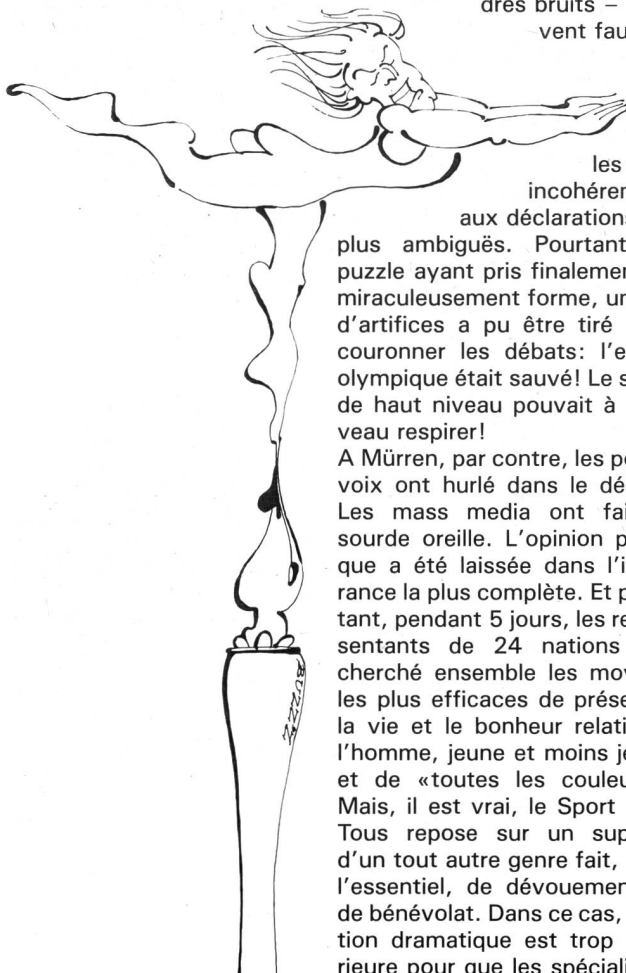 dres bruits –
vent fau
les
incohéren
aux déclarations
plus ambiguës. Pourtant
puzzle ayant pris finalemen
miraculeusement forme, un
d'artifices a pu être tiré
couronner les débats: l'e
olympique était sauvé! Le s
de haut niveau pouvait à
veau respirer!
A Mürren, par contre, les pe
voix ont hurlé dans le dé
Les mass media ont fai
sourde oreille. L'opinion p
que a été laissée dans l'i
rance la plus complète. Et p
tant, pendant 5 jours, les re
sentants de 24 nations
cherché ensemble les moy
les plus efficaces de prése
la vie et le bonheur relati
l'homme, jeune et moins je
et de «toutes les couleu
Mais, il est vrai, le Sport
Tous repose sur un sup
d'un tout autre genre fait,
l'essentiel, de dévouemen
de bénévolat. Dans ce cas,
tion dramatique est trop
rieure pour que les spéciali